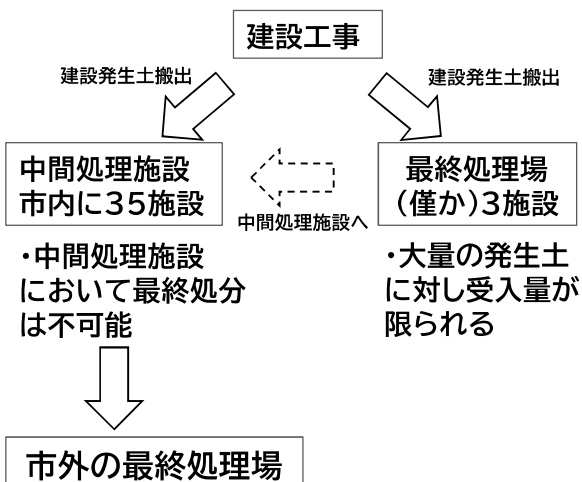 建設工事
建設発生土搬出
建設発生土搬出
中間処理施設
市内に35施設
最終処理場
(僅か)3施設
中間処理施設へ
・中間処理施設
において最終処分
は不可能
・大量の発生土
に対し受入量が
限られる
市外の最終処理場